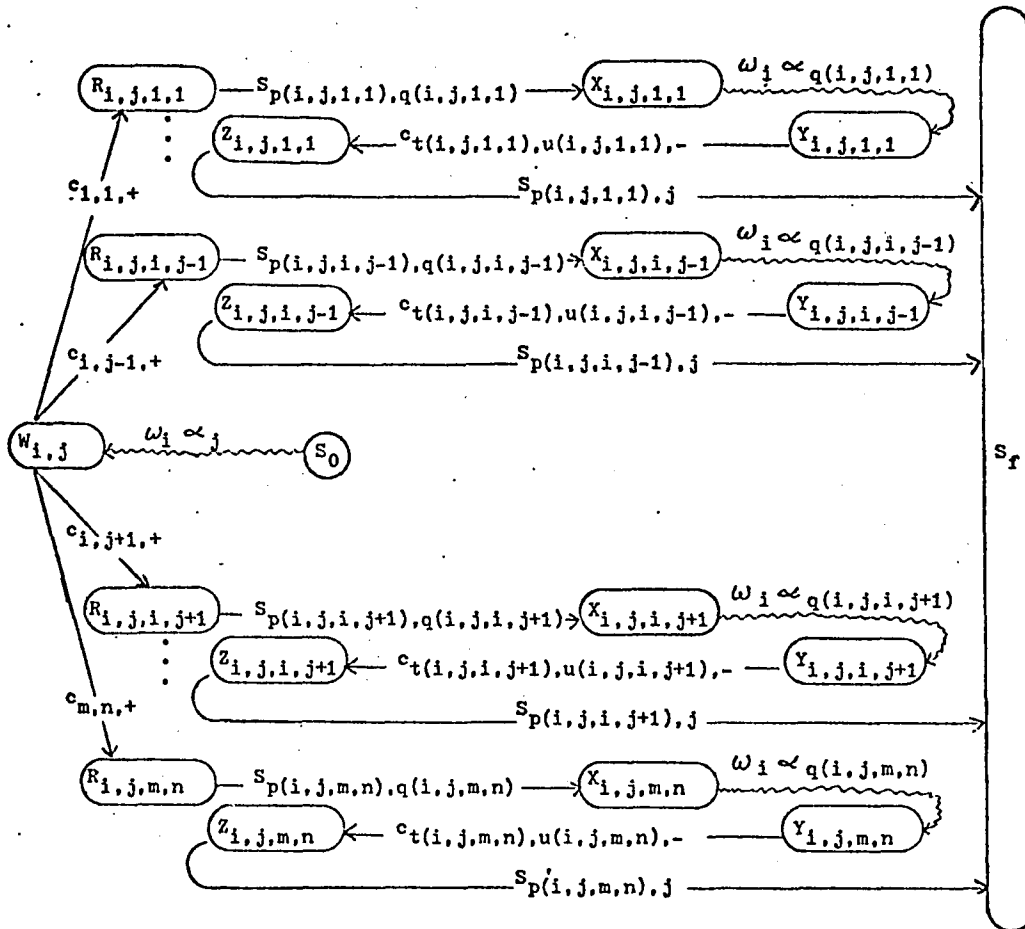 R_{i,j,1,1} S_{p(i,j,1,1),q(i,j,1,1)} X_{i,j,1,1} ω_i ∝_{q(i,j,1,1)}
Z_{i,j,1,1} c_{t(i,j,1,1),u(i,j,1,1),-} Y_{i,j,1,1}
c_{1,1,+} S_{p(i,j,1,1),j}
R_{i,j,i,j-1} S_{p(i,j,i,j-1),q(i,j,i,j-1)} X_{i,j,i,j-1} ω_i ∝_{q(i,j,i,j-1)}
Z_{i,j,i,j-1} c_{t(i,j,i,j-1),u(i,j,i,j-1),-} Y_{i,j,i,j-1}
c_{i,j-1,+} S_{p(i,j,i,j-1),j}
W_{i,j} ω_i ∝_j S_0 S_f
c_{i,j+1,+}
R_{i,j,i,j+1} S_{p(i,j,i,j+1),q(i,j,i,j+1)} X_{i,j,i,j+1} ω_i ∝_{q(i,j,i,j+1)}
Z_{i,j,i,j+1} c_{t(i,j,i,j+1),u(i,j,i,j+1),-} Y_{i,j,i,j+1}
c_{m,n,+} S_{p(i,j,i,j+1),j}
R_{i,j,m,n} S_{p(i,j,m,n),q(i,j,m,n)} X_{i,j,m,n} ω_i ∝_{q(i,j,m,n)}
Z_{i,j,m,n} c_{t(i,j,m,n),u(i,j,m,n),-} Y_{i,j,m,n}
S_{p(i,j,m,n),j}